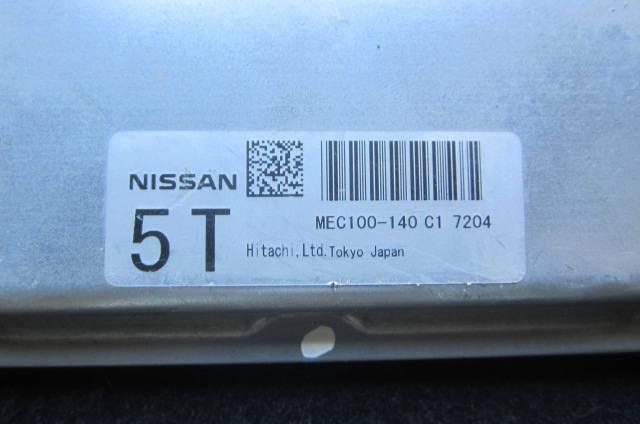 NISSAN
5T
MEC100-140 C1 7204
Hitachi,Ltd.Tokyo Japan